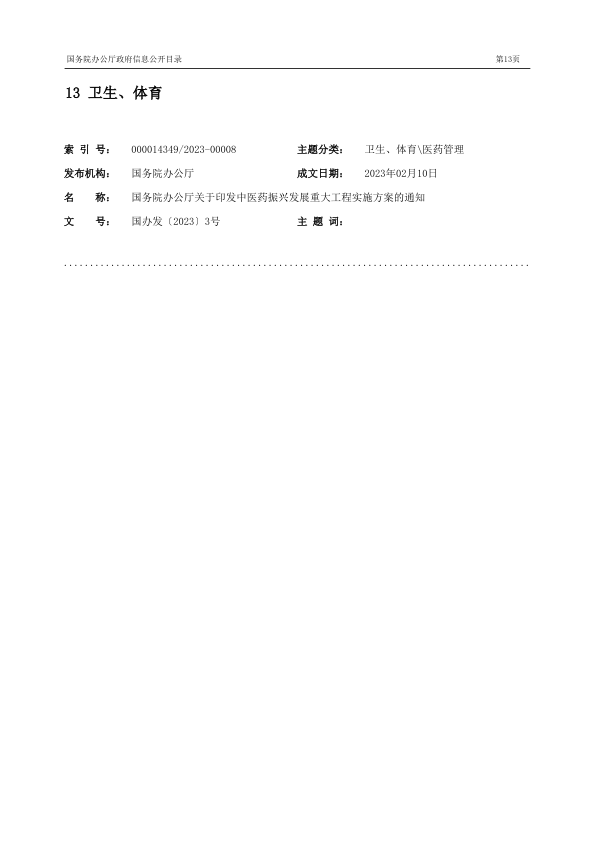 国务院办公厅政府信息公开目录 第13页
13 卫生、体育
索 引 号： 000014349/2023-00008 主题分类： 卫生、体育\医药管理
发布机构： 国务院办公厅 成文日期： 2023年02月10日
名 称： 国务院办公厅关于印发中医药振兴发展重大工程实施方案的通知
文 号： 国办发〔2023〕3号 主 题 词：